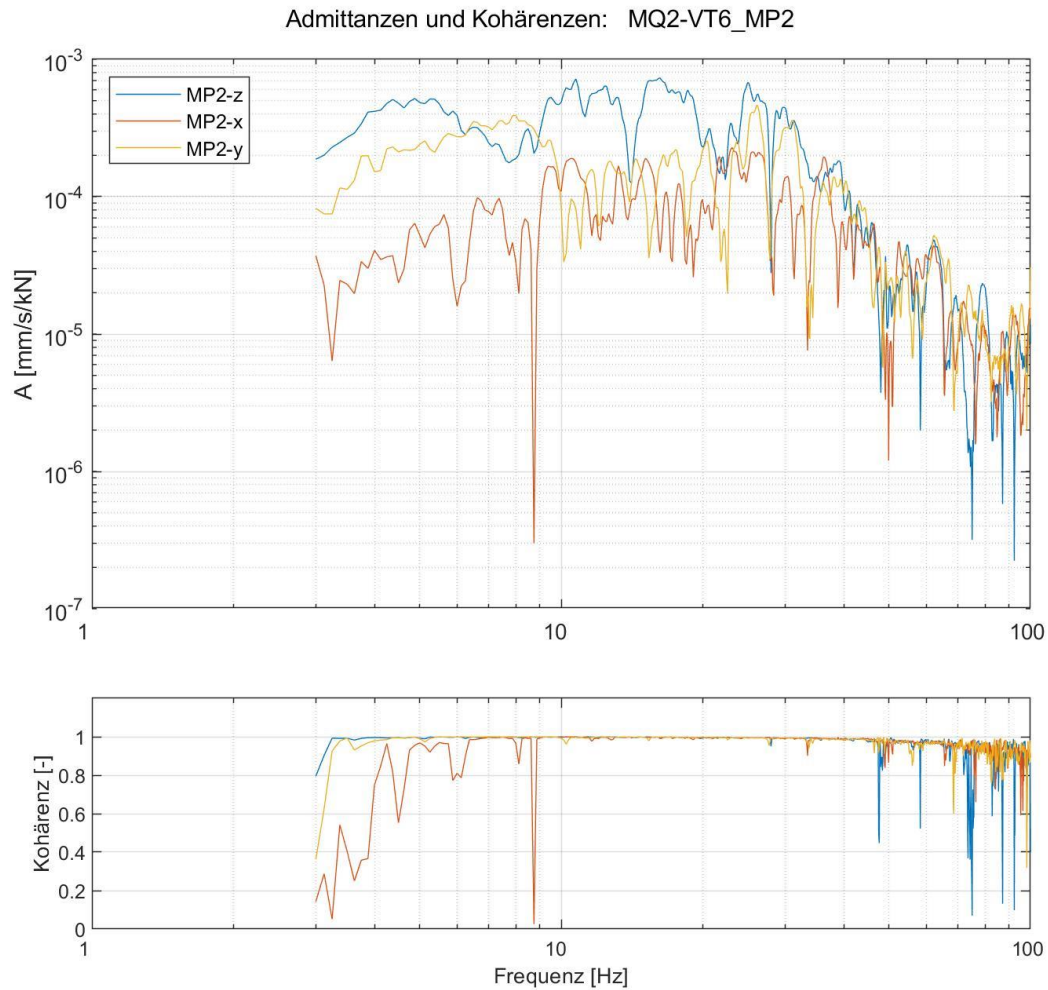 Admittanzen und Kohärenzen: MQ2-VT6_MP2
10^-3
MP2-z
MP2-x
MP2-y
10^-4
A [mm/s/kN]
10^-5
10^-6
10^-7
1 10 100
1
0.8
0.6
Kohärenz [-]
0.4
0.2
0
1 10 100
Frequenz [Hz]